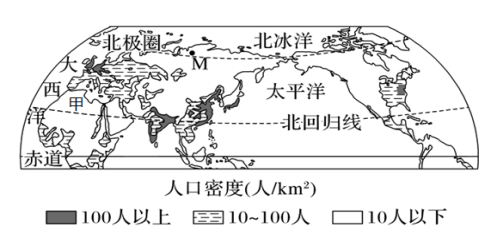 北极圈
北冰洋
M
大
西
洋
甲
太平洋
北回归线
赤道
人口密度(人/km²)
100人以上
10~100人
10人以下